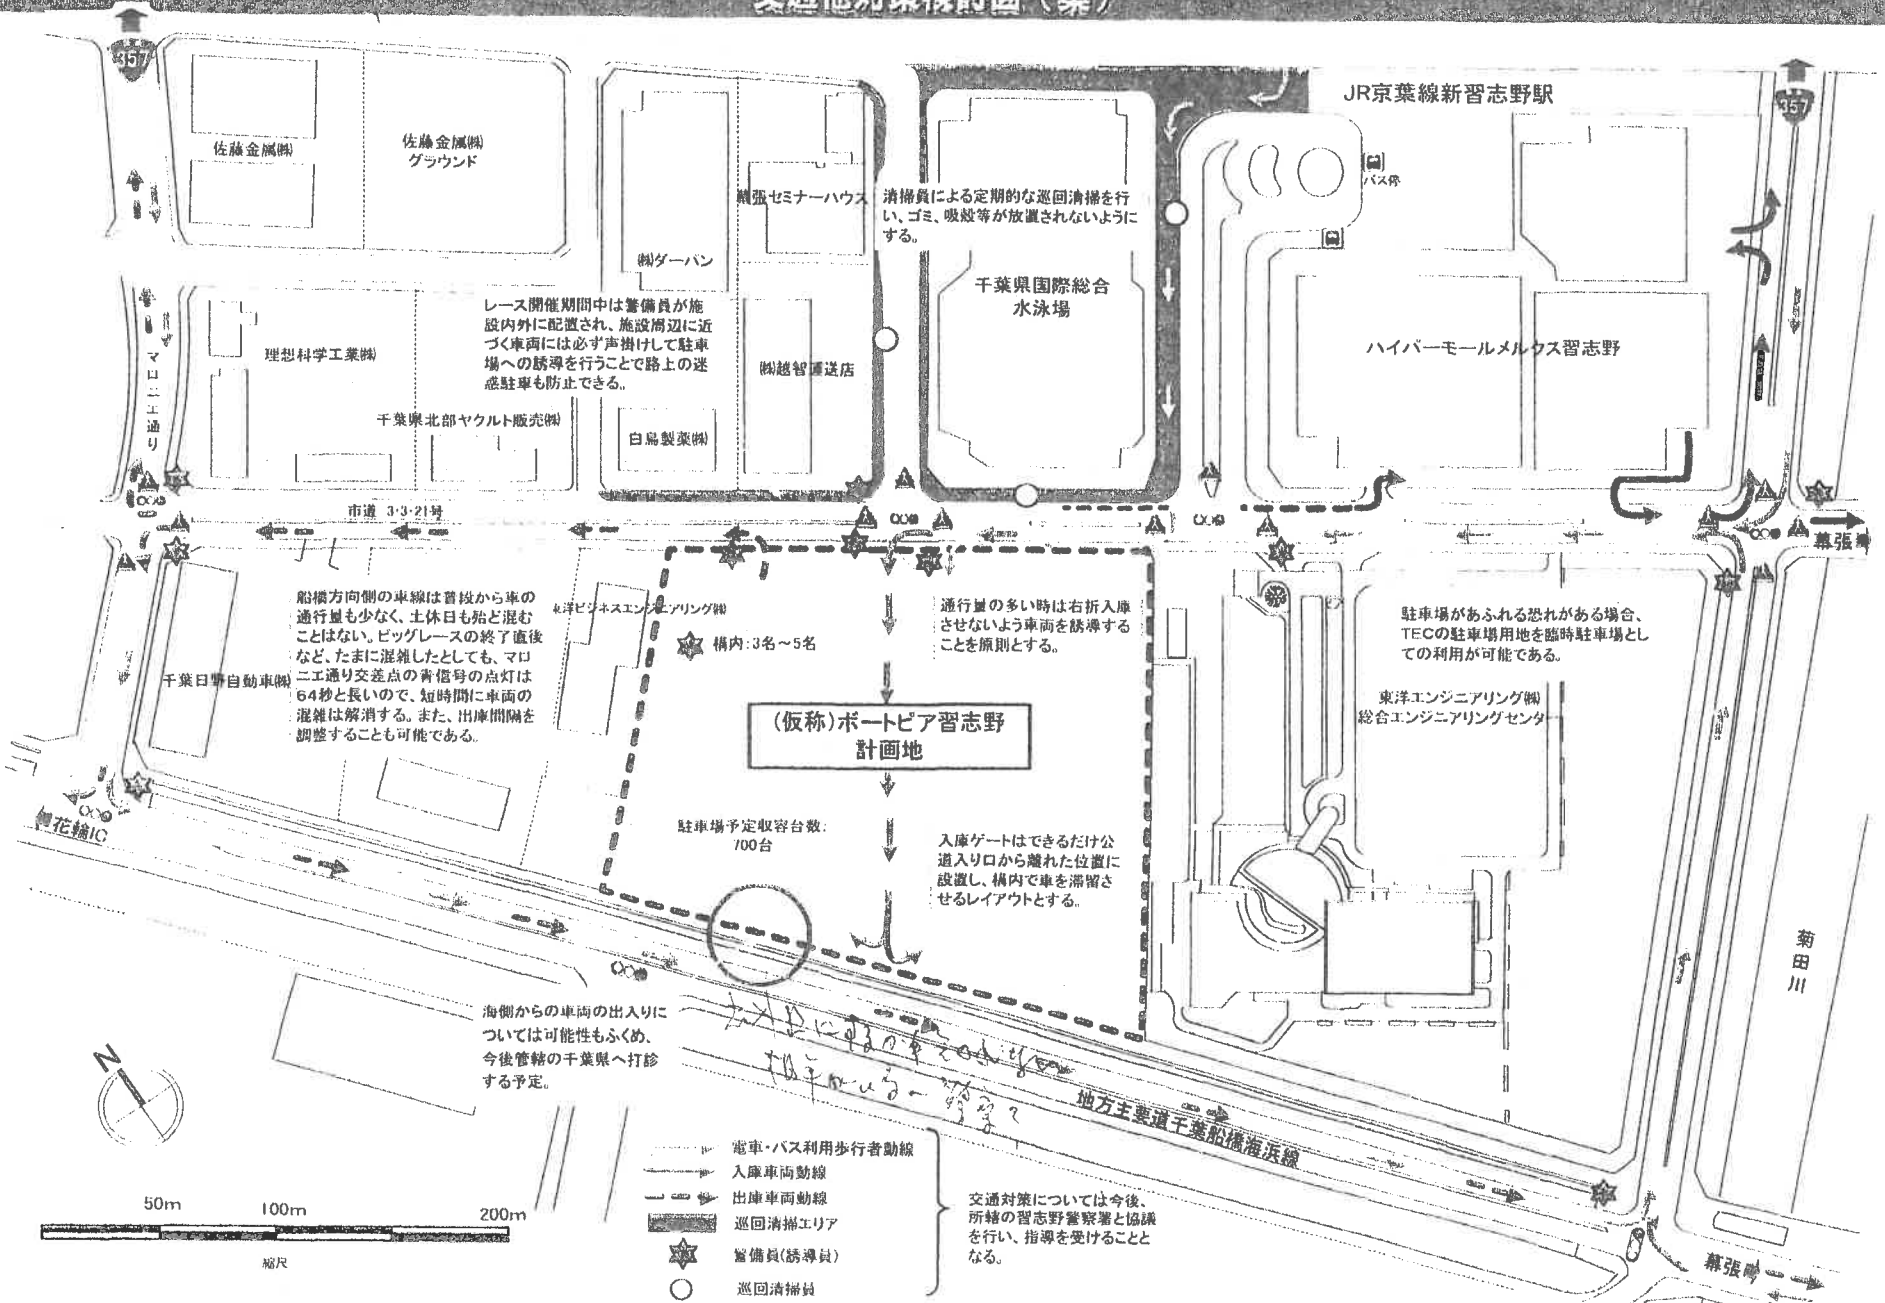 357
JR京葉線新習志野駅
357
佐藤金属㈱
佐藤金属㈱
グラウンド
バス停
幕張セミナーハウス
清掃員による定期的な巡回清掃を行
い、ゴミ、吸殻等が放置されないように
する。
㈱ダーバン
千葉県国際総合
水泳場
レース開催期間中は警備員が施
設内外に配置され、施設周辺に近
づく車両には必ず声掛けして駐車
場への誘導を行うことで路上の迷
惑駐車も防止できる。
理想科学工業㈱
マロニエ通り
㈱越智運送店
ハイパーモールメルクス習志野
千葉県北部ヤクルト販売㈱
白鳥製薬㈱
市道 3・3・21号
幕張
船橋方向側の車線は普段から車の
通行量も少なく、土休日も殆ど混む
ことはない。ビッグレースの終了直後
など、たまに混雑したとしても、マロ
ニエ通り交差点の青信号の点灯は
64秒と長いので、短時間に車両の
混雑は解消する。また、出庫間隔を
調整することも可能である。
東洋ビジネスエンジニアリング㈱
構内:3名～5名
通行量の多い時は右折入庫
させないよう車両を誘導する
ことを原則とする。
駐車場があふれる恐れがある場合、
TECの駐車場用地を臨時駐車場とし
ての利用が可能である。
千葉日野自動車㈱
東洋エンジニアリング㈱
総合エンジニアリングセンター
(仮称)ボートピア習志野
計画地
花輪IC
駐車場予定収容台数:
700台
入庫ゲートはできるだけ公
道入り口から離れた位置に
設置し、構内で車を滞留さ
せるレイアウトとする。
菊田川
海側からの車両の出入りに
ついては可能性もふくめ、
今後管轄の千葉県へ打診
する予定。
N
地方主要道千葉船橋海浜線
電車・バス利用歩行者動線
入庫車両動線
出庫車両動線
巡回清掃エリア
警備員(誘導員)
巡回清掃員
交通対策については今後、
所轄の習志野警察署と協議
を行い、指導を受けることと
なる。
50m
100m
200m
縮尺
幕張